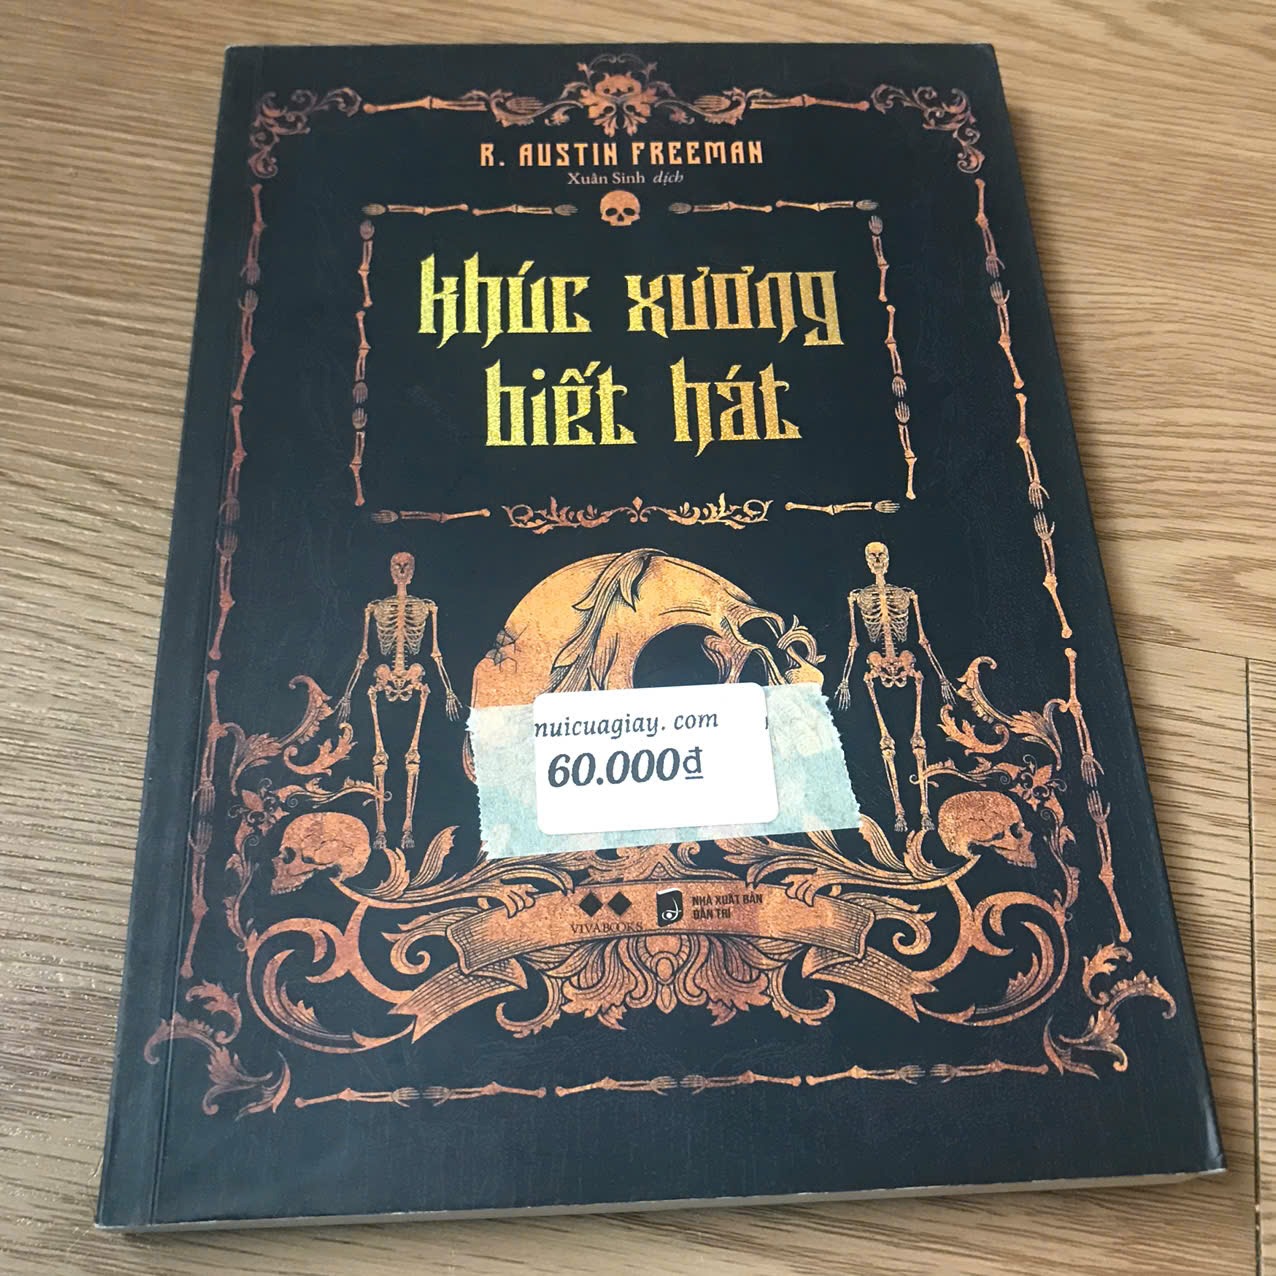 R. AUSTIN FREEMAN
Xuân Sinh dịch
khúc xương
biết hát
nuicuagiay. com
60.000đ
VIVABOOKS
NHÀ XUẤT BẢN
DÂN TRÍ